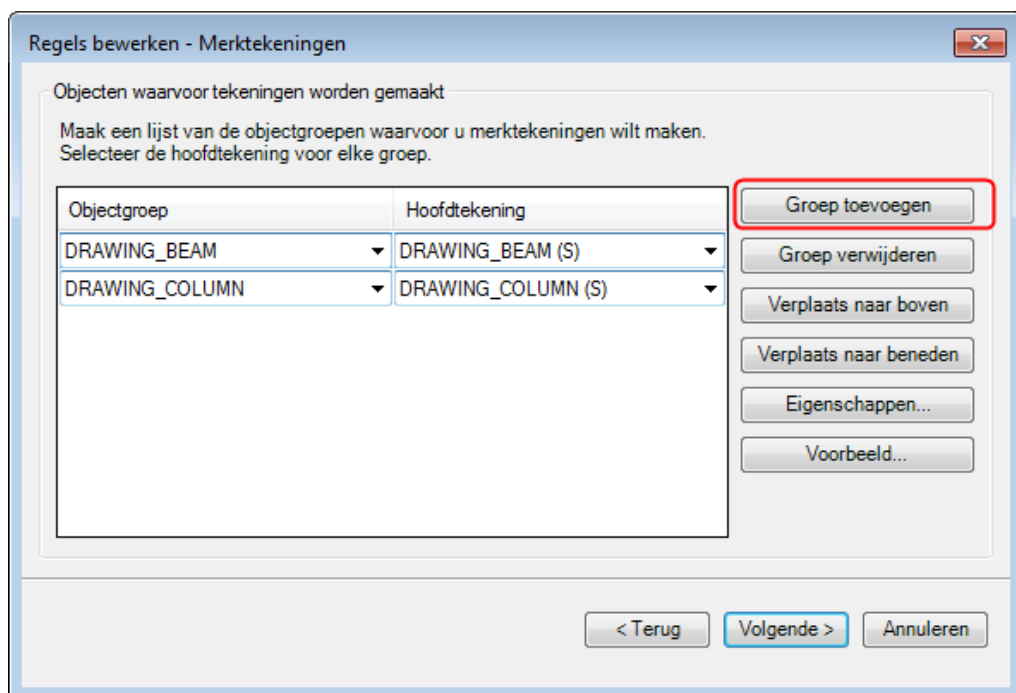 Regels bewerken - Merktekeningen
Objecten waarvoor tekeningen worden gemaakt
Maak een lijst van de objectgroepen waarvoor u merktekeningen wilt maken.
Selecteer de hoofdtekening voor elke groep.
Objectgroep Hoofdtekening
DRAWING_BEAM DRAWING_BEAM (S)
DRAWING_COLUMN DRAWING_COLUMN (S)
Groep toevoegen
Groep verwijderen
Verplaats naar boven
Verplaats naar beneden
Eigenschappen...
Voorbeeld...
< Terug Volgende > Annuleren